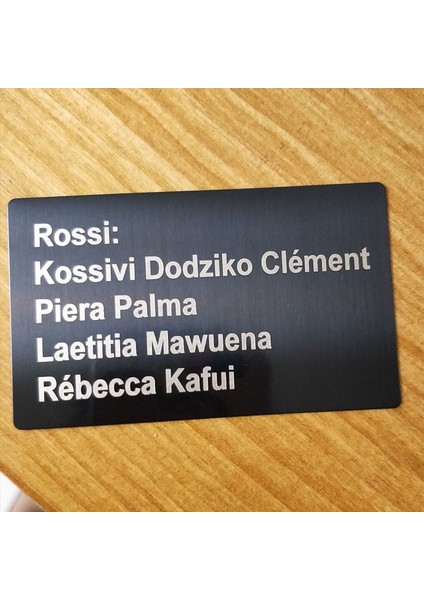 Rossi:
Kossivi Dodziko Clément
Piera Palma
Laetitia Mawuena
Rébecca Kafui